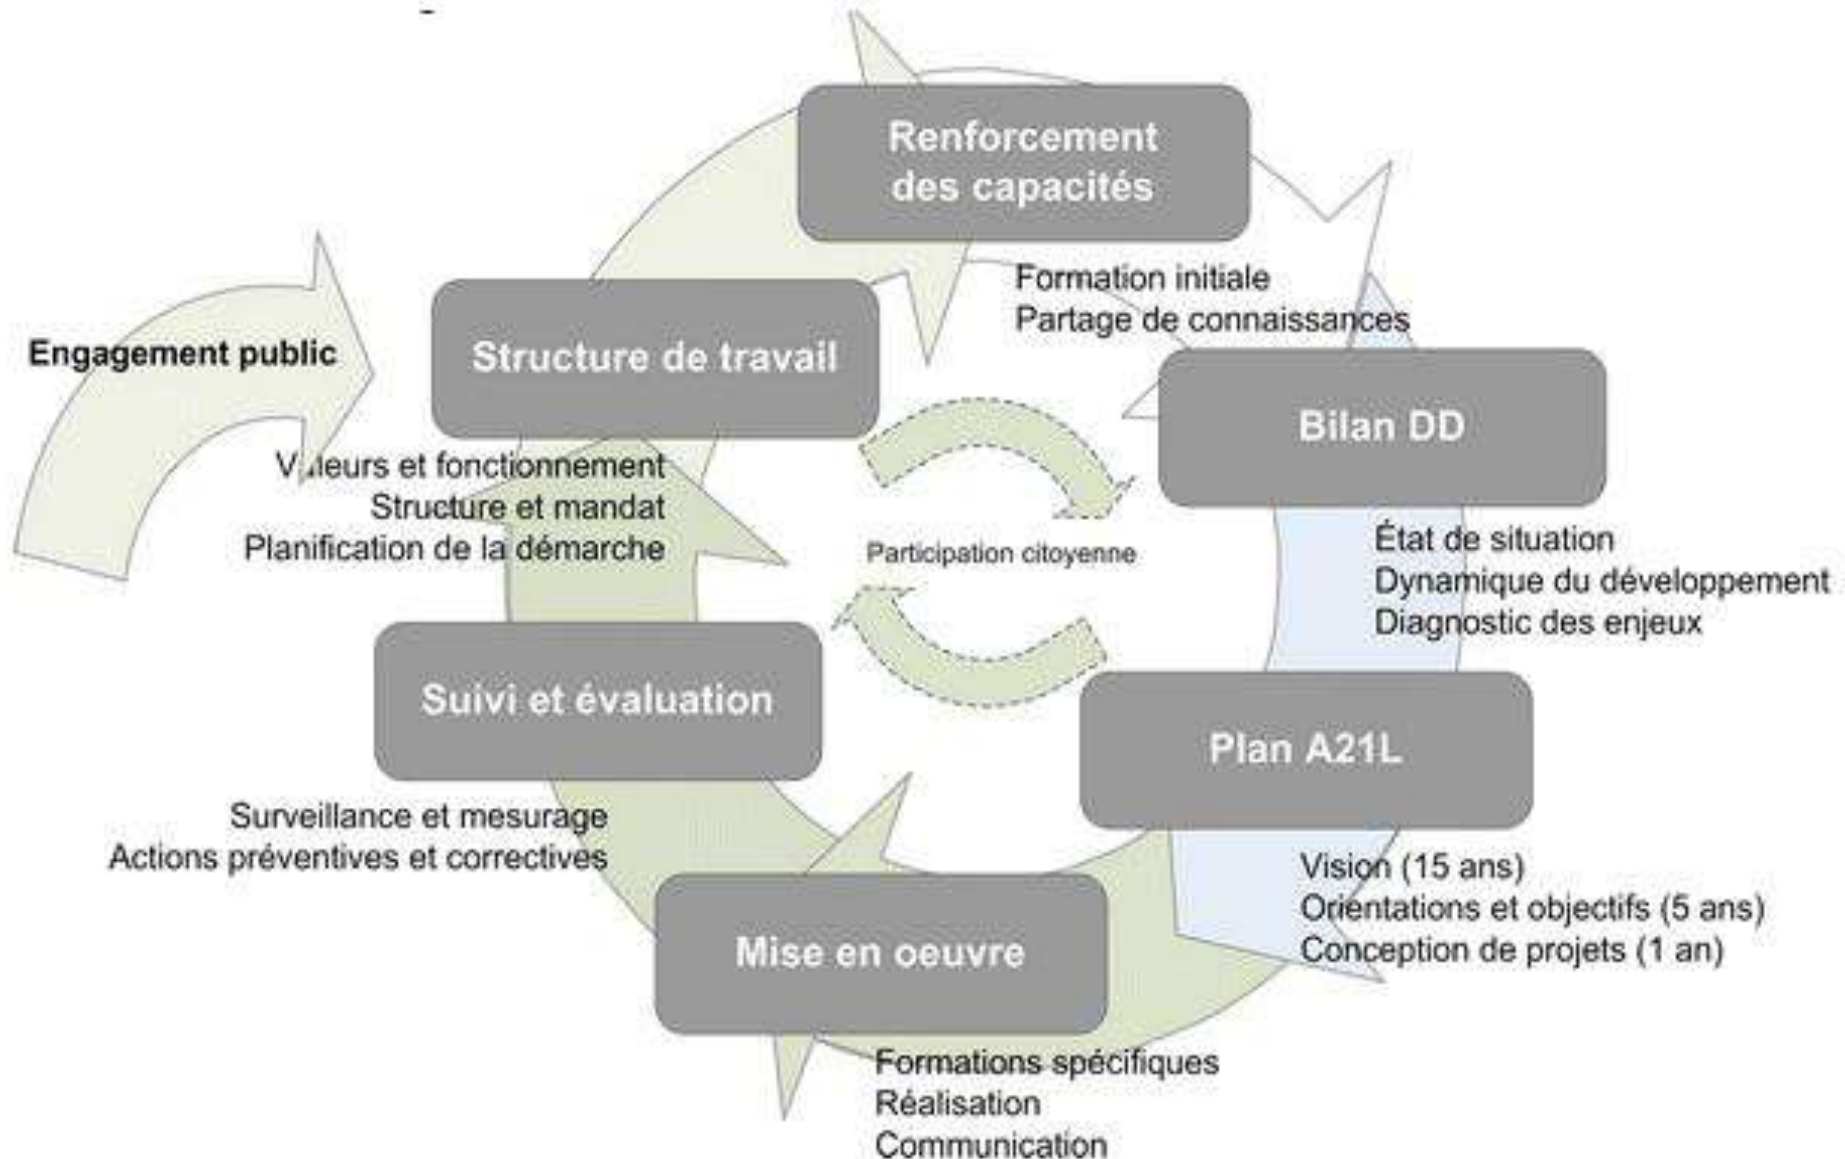 Renforcement
des capacités
Formation initiale
Partage de connaissances
Engagement public
Structure de travail
Valeurs et fonctionnement
Structure et mandat
Planification de la démarche
Bilan DD
État de situation
Dynamique du développement
Diagnostic des enjeux
Participation citoyenne
Suivi et évaluation
Surveillance et mesurage
Actions préventives et correctives
Plan A21L
Vision (15 ans)
Orientations et objectifs (5 ans)
Conception de projets (1 an)
Mise en oeuvre
Formations spécifiques
Réalisation
Communication